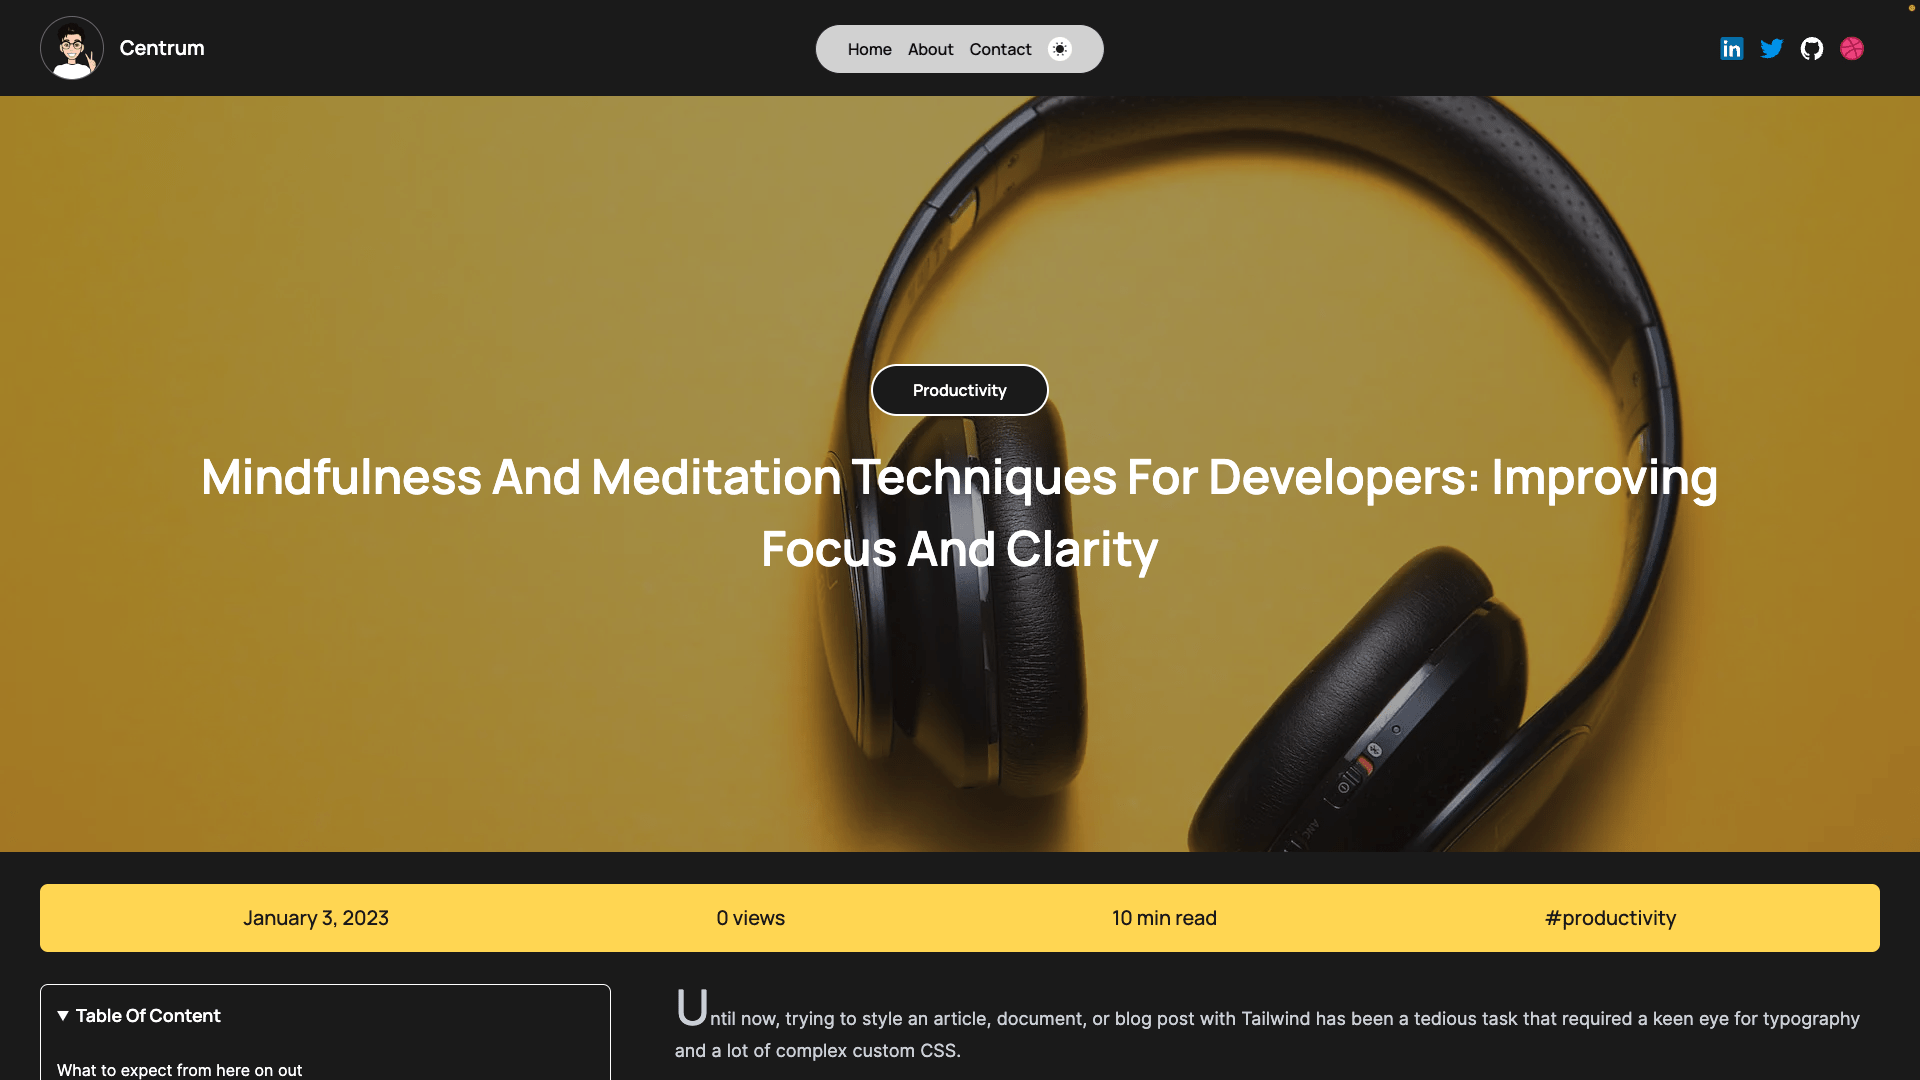 Centrum
Home About Contact
in
Productivity
Mindfulness And Meditation Techniques For Developers: Improving
Focus And Clarity
ANC
January 3, 2023 0 views 10 min read #productivity
Table Of Content
What to expect from here on out
Until now, trying to style an article, document, or blog post with Tailwind has been a tedious task that required a keen eye for typography
and a lot of complex custom CSS.